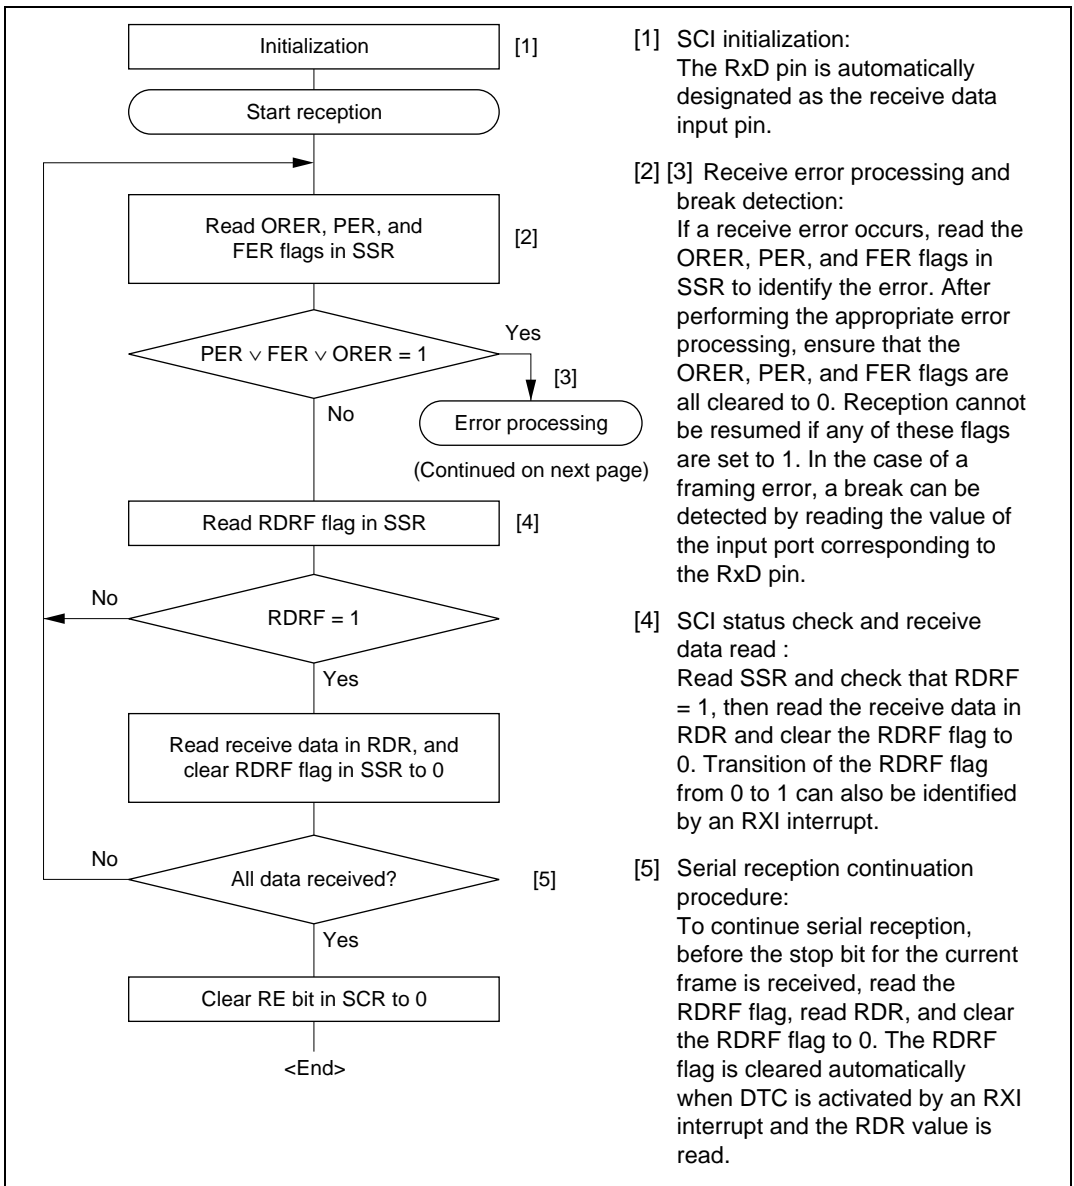 Initialization [1]
Start reception
Read ORER, PER, and
FER flags in SSR
[2]
PER ∨ FER ∨ ORER = 1
Yes
[3]
No
Error processing
(Continued on next page)
Read RDRF flag in SSR [4]
No
RDRF = 1
Yes
Read receive data in RDR, and
clear RDRF flag in SSR to 0
No
All data received? [5]
Yes
Clear RE bit in SCR to 0
<End>
[1] SCI initialization:
The RxD pin is automatically
designated as the receive data
input pin.
[2] [3] Receive error processing and
break detection:
If a receive error occurs, read the
ORER, PER, and FER flags in
SSR to identify the error. After
performing the appropriate error
processing, ensure that the
ORER, PER, and FER flags are
all cleared to 0. Reception cannot
be resumed if any of these flags
are set to 1. In the case of a
framing error, a break can be
detected by reading the value of
the input port corresponding to
the RxD pin.
[4] SCI status check and receive
data read :
Read SSR and check that RDRF
= 1, then read the receive data in
RDR and clear the RDRF flag to
0. Transition of the RDRF flag
from 0 to 1 can also be identified
by an RXI interrupt.
[5] Serial reception continuation
procedure:
To continue serial reception,
before the stop bit for the current
frame is received, read the
RDRF flag, read RDR, and clear
the RDRF flag to 0. The RDRF
flag is cleared automatically
when DTC is activated by an RXI
interrupt and the RDR value is
read.